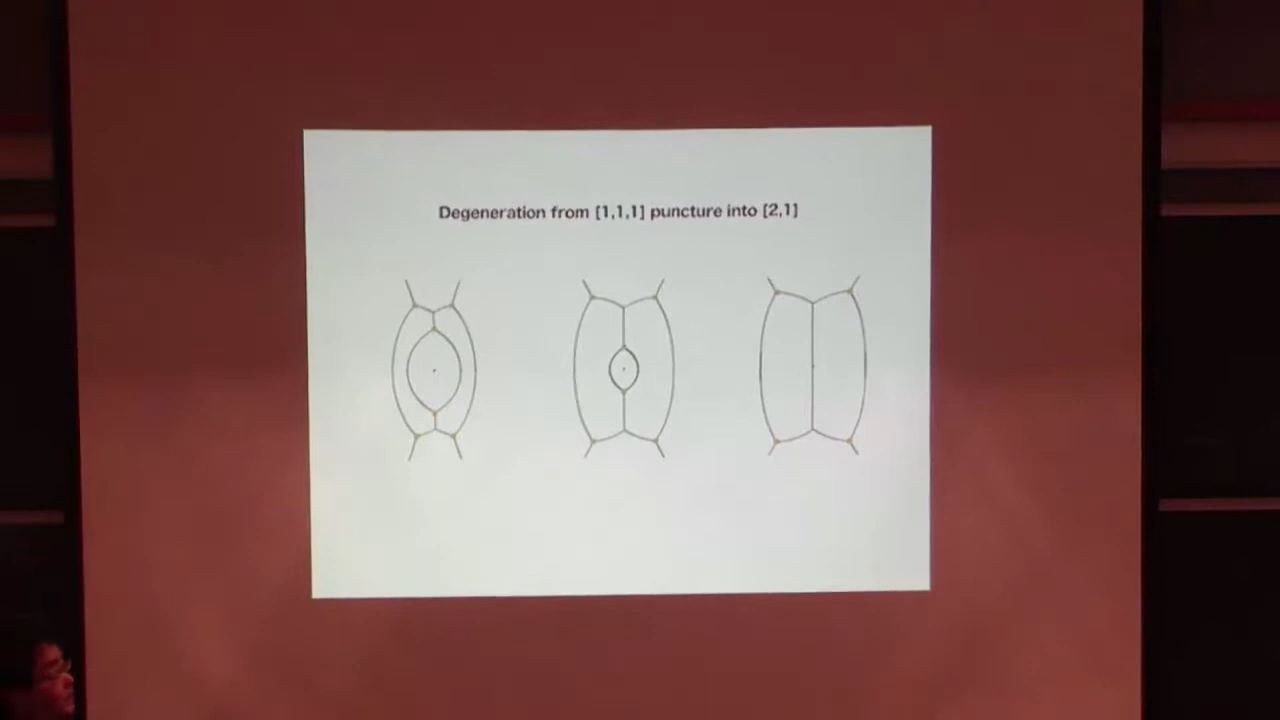 Degeneration from [1,1,1] puncture into [2,1]